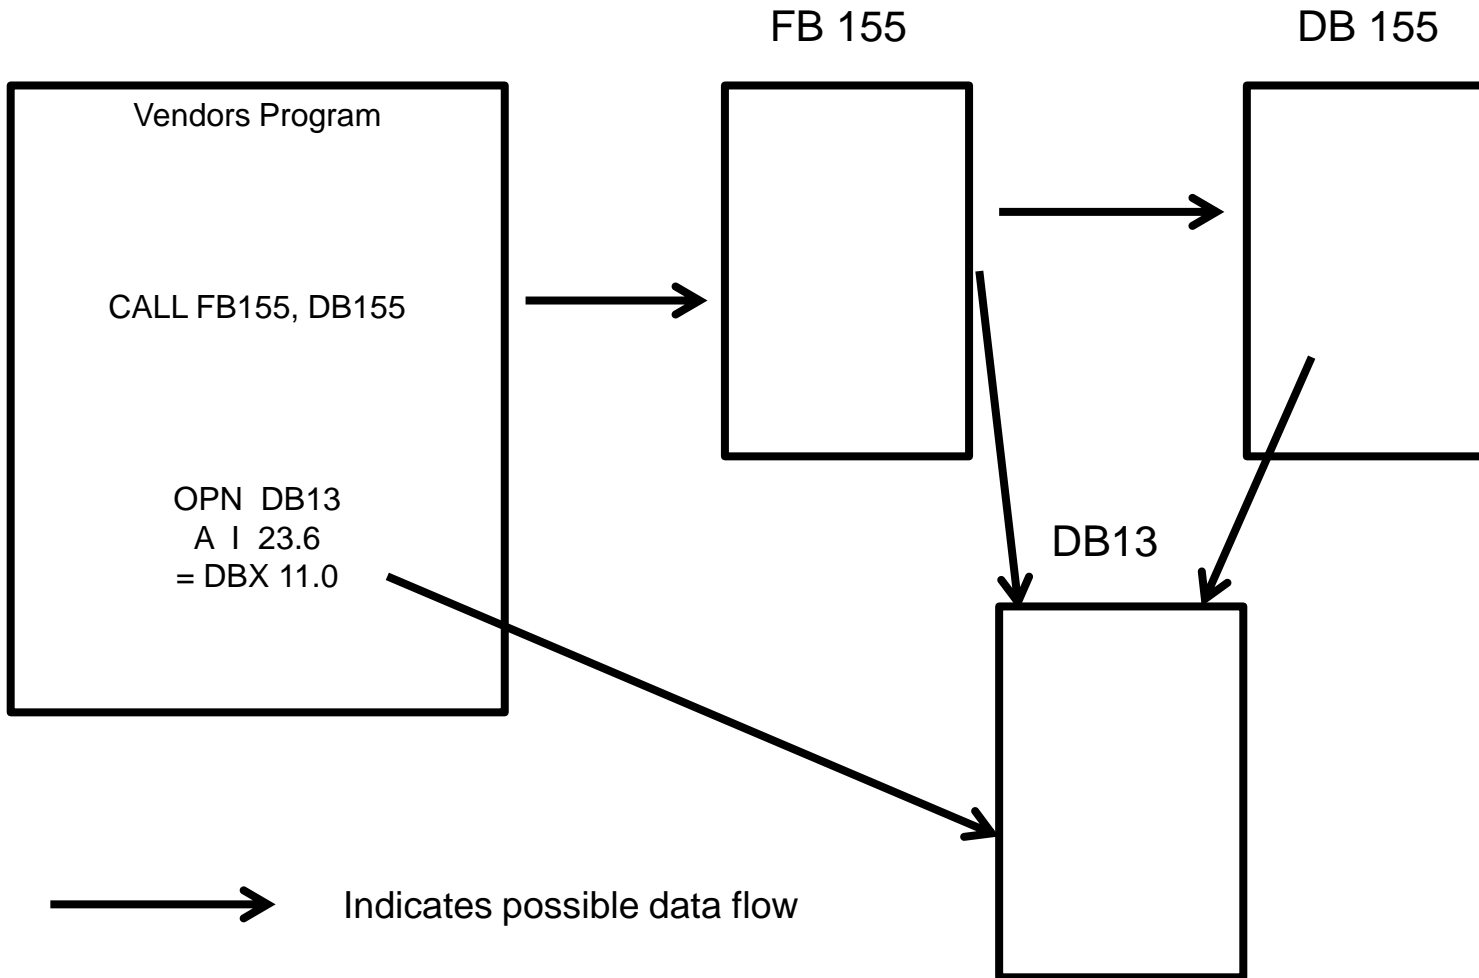 FB 155
DB 155
Vendors Program
CALL FB155, DB155
OPN  DB13
A  I  23.6
= DBX 11.0
DB13
Indicates possible data flow